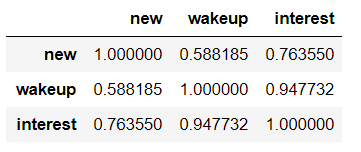 new wakeup interest
new 1.000000 0.588185 0.763550
wakeup 0.588185 1.000000 0.947732
interest 0.763550 0.947732 1.000000